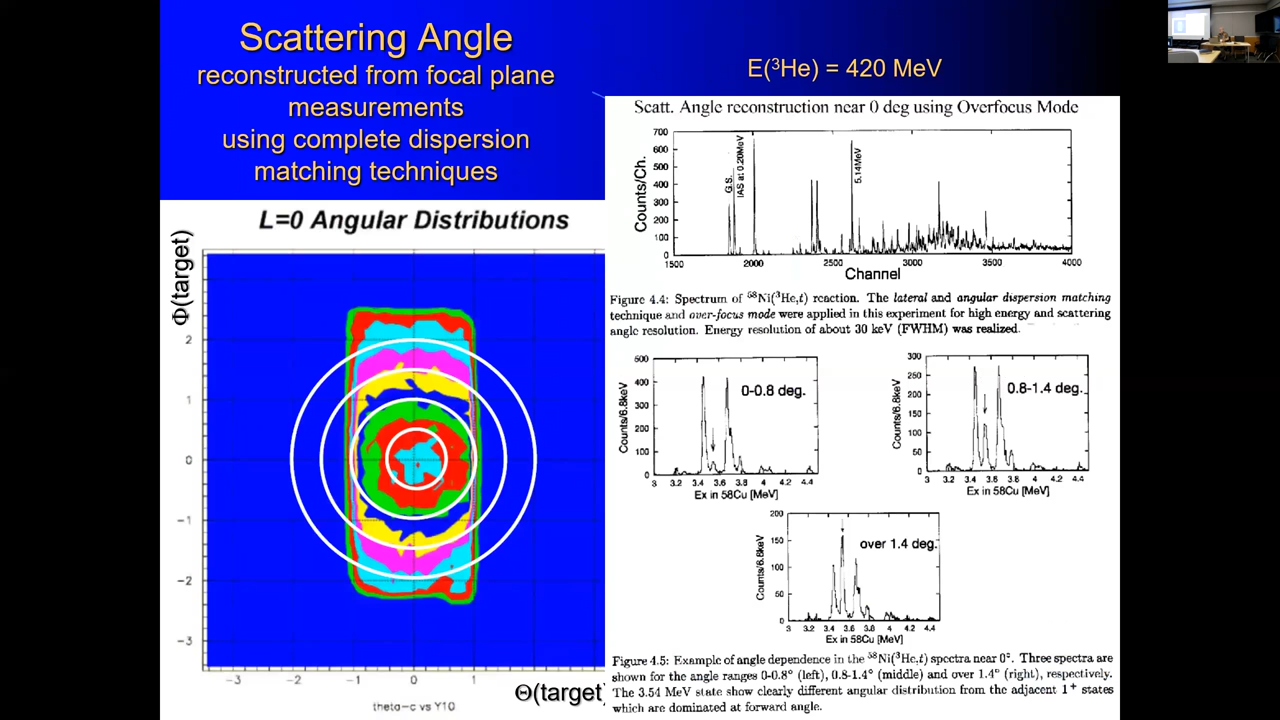 Scattering Angle
reconstructed from focal plane
measurements
using complete dispersion
matching techniques
E(³He) = 420 MeV
L=0 Angular Distributions
Φ(target)
2
1
0
−1
−2
−3
−3
−2
−1
0
1
Θ(target)
theta-c vs Y10
Scatt. Angle reconstruction near 0 deg using Overfocus Mode
Counts/Ch.
700
600
500
400
300
200
100
0
G.S.
IAS at 0.20MeV
5.14MeV
1500
2000
2500
3000
3500
4000
Channel
Figure 4.4: Spectrum of ⁵⁸Ni(³He,t) reaction. The lateral and angular dispersion matching
technique and over-focus mode were applied in this experiment for high energy and scattering
angle resolution. Energy resolution of about 30 keV (FWHM) was realized.
Counts/6.8keV
500
400
300
200
100
0
0-0.8 deg.
3 3.2 3.4 3.6 3.8 4 4.2 4.4
Ex in 58Cu [MeV]
Counts/6.8keV
300
250
200
150
100
50
0
0.8-1.4 deg.
3 3.2 3.4 3.6 3.8 4 4.2 4.4
Ex in 58Cu [MeV]
Counts/6.8keV
200
150
100
50
0
over 1.4 deg.
3 3.2 3.4 3.6 3.8 4 4.2 4.4
Ex in 58Cu [MeV]
Figure 4.5: Example of angle dependence in the ⁵⁸Ni(³He,t) spectra near 0°. Three spectra are
shown for the angle ranges 0-0.8° (left), 0.8-1.4° (middle) and over 1.4° (right), respectively.
The 3.54 MeV state show clearly different angular distribution from the adjacent 1⁺ states
which are dominated at forward angle.